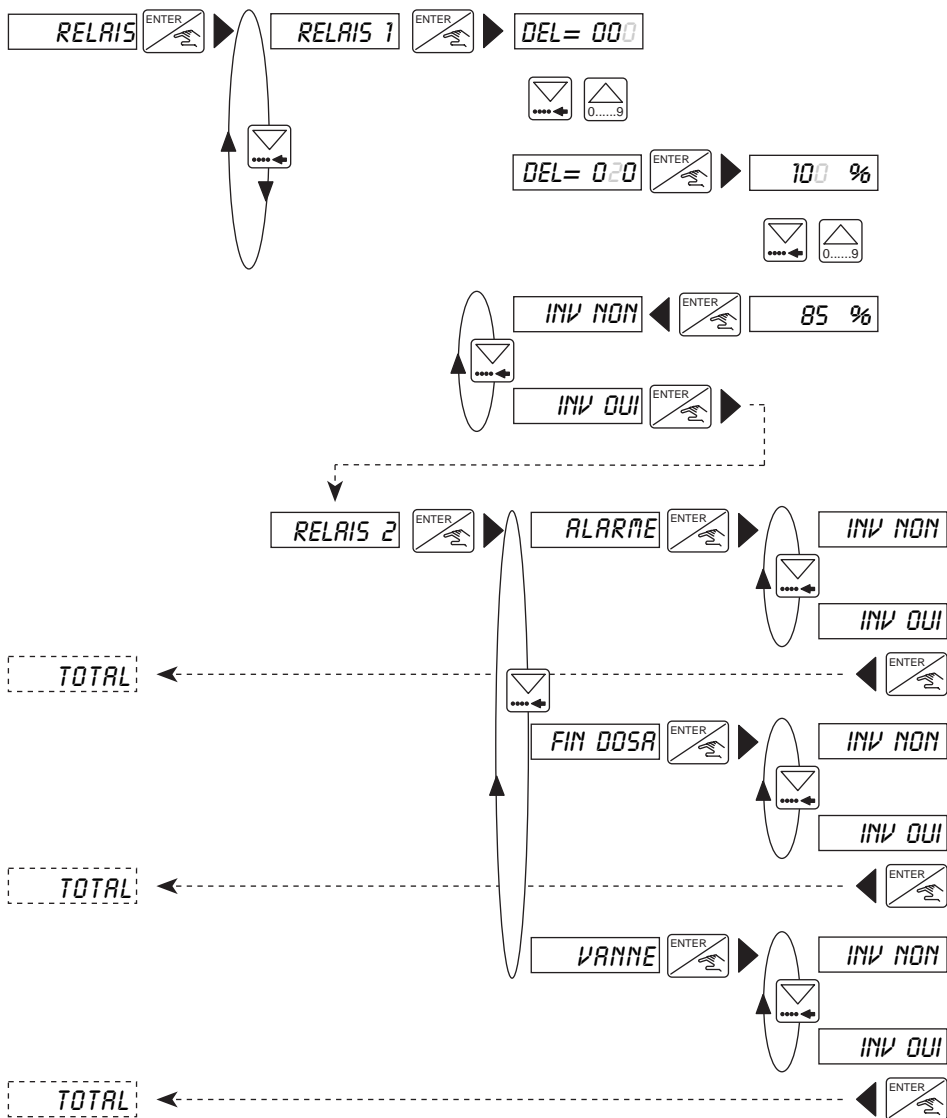 RELAIS ENTER RELAIS 1 ENTER DEL= 000
0......9
DEL= 020 ENTER 100 %
0......9
INV NON ENTER 85 %
INV OUI ENTER
RELAIS 2 ENTER ALARME ENTER INV NON
INV OUI
TOTAL ENTER
FIN DOSA ENTER INV NON
INV OUI
TOTAL ENTER
VANNE ENTER INV NON
INV OUI
TOTAL ENTER